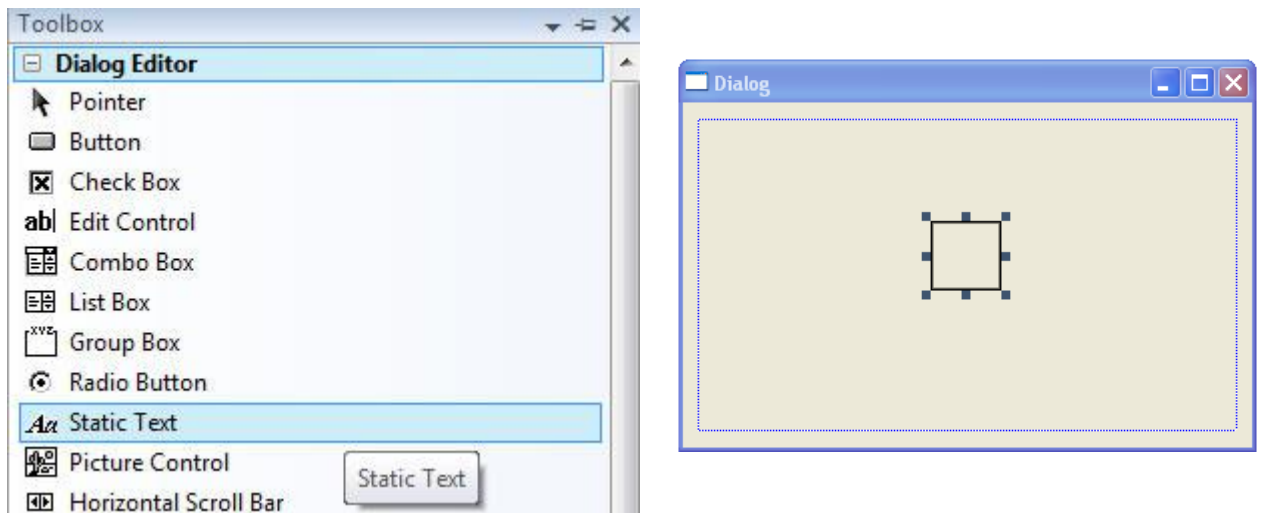 Toolbox
Dialog Editor
Pointer
Button
Check Box
ab| Edit Control
Combo Box
List Box
XYZ Group Box
Radio Button
Aa Static Text
Picture Control
Static Text
Horizontal Scroll Bar
Dialog